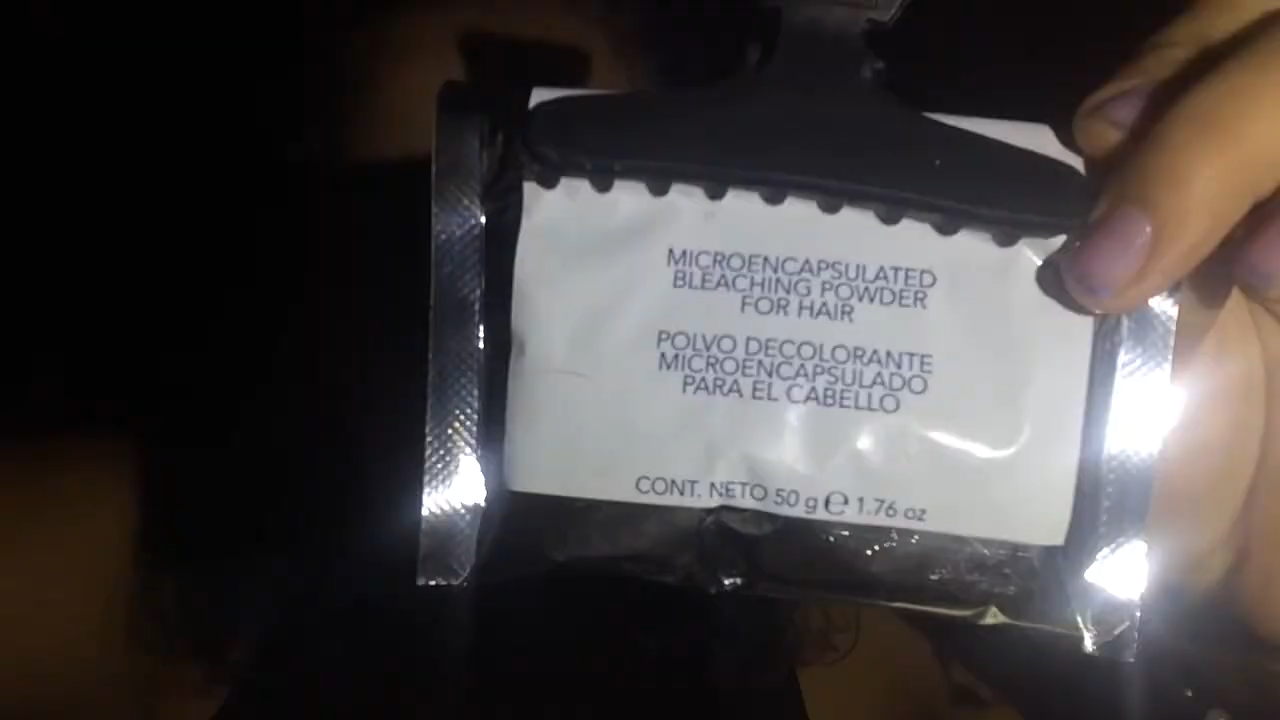 MICROENCAPSULATED
BLEACHING POWDER
FOR HAIR
POLVO DECOLORANTE
MICROENCAPSULADO
PARA EL CABELLO
CONT. NETO 50 g ℮ 1.76 oz